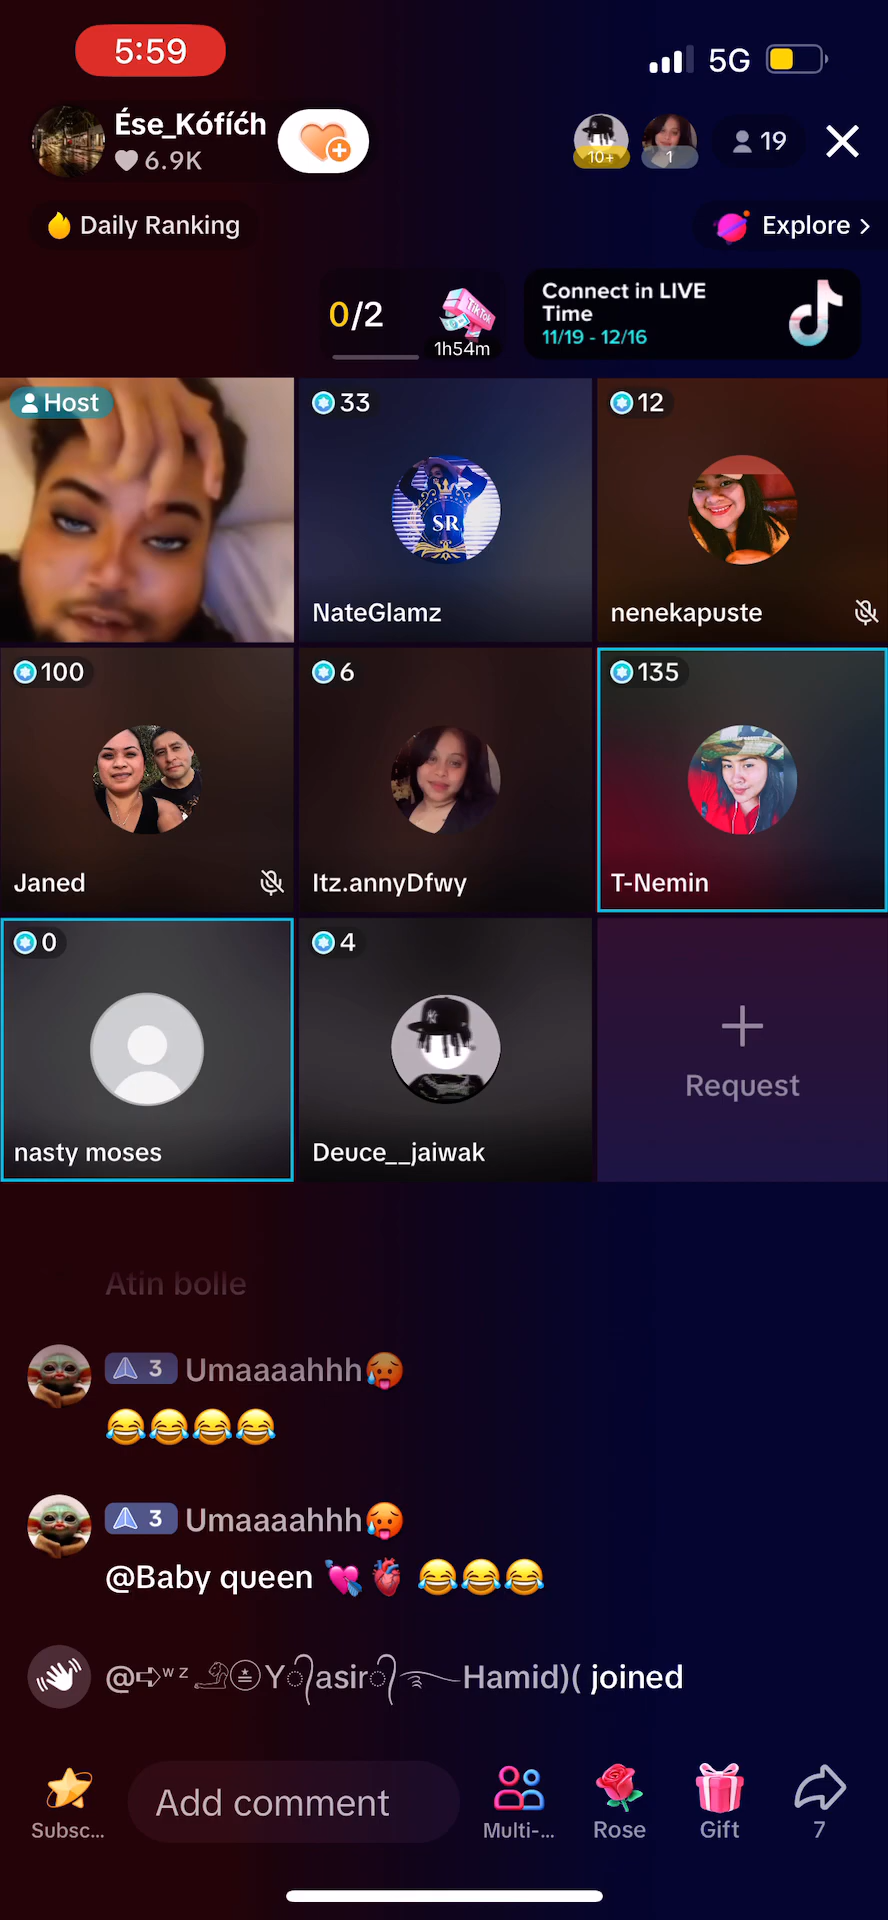 5:59
5G
Ése_Kófíćh
6.9K
10+
1
19
Daily Ranking
Explore >
0/2
TikTok
1h54m
Connect in LIVE
Time
11/19 - 12/16
Host
33
12
SR
NateGlamz
nenekapuste
100
6
135
Janed
Itz.annyDfwy
T-Nemin
0
4
nasty moses
Deuce__jaiwak
Request
Atin bolle
3 Umaaaahhh🥵
😂😂😂😂
3 Umaaaahhh🥵
@Baby queen 💘🫀 😂😂😂
joined
Subsc...
Add comment
Multi-...
Rose
Gift
7